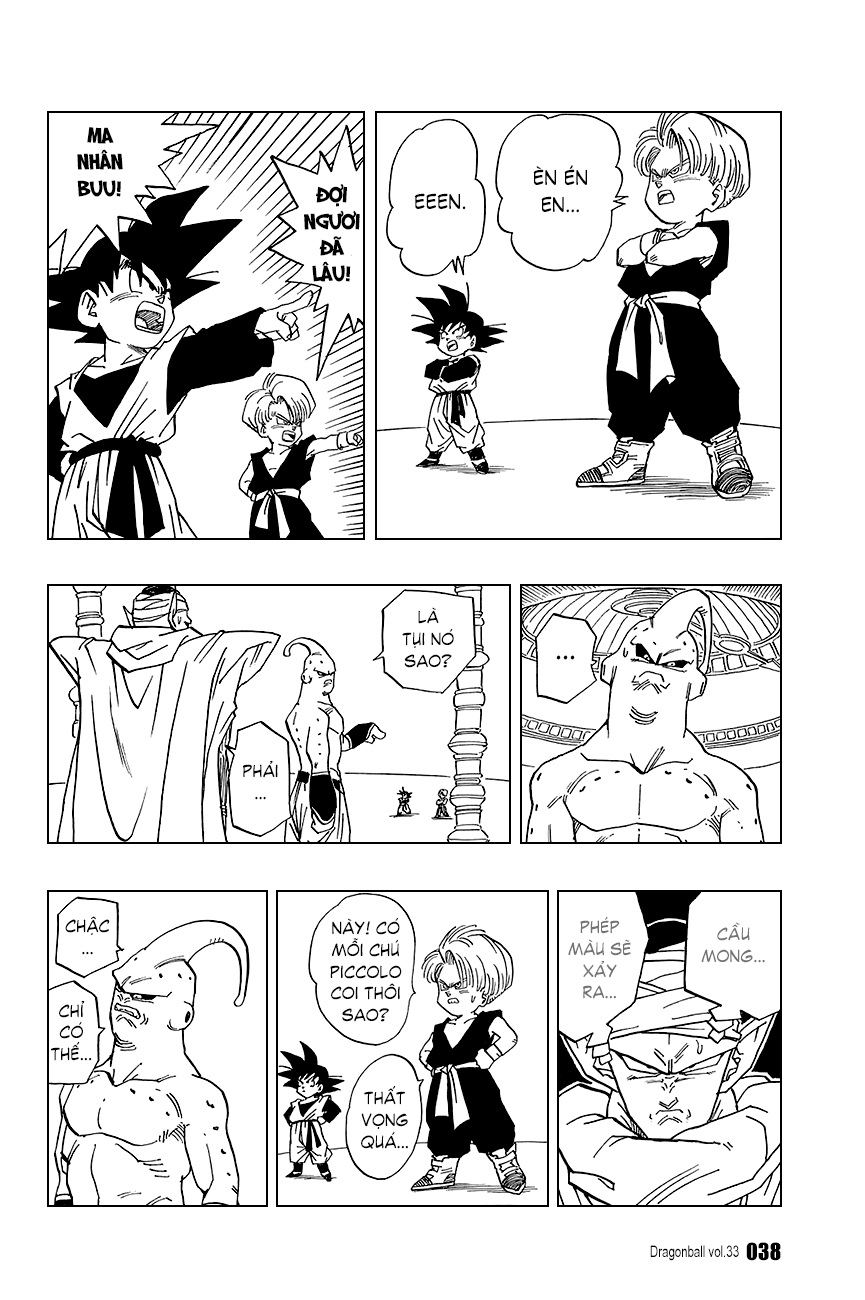 ÈN ÉN
EN...
EEEN.
ĐỢI
NGƯƠI
ĐÃ
LÂU!
MA
NHÂN
BUU!
...
LÀ
TỤI NÓ
SAO?
PHẢI
...
CẦU
MONG...
PHÉP
MÀU SẼ
XẢY
RA...
NÀY! CÓ
MỖI CHÚ
PICCOLO
COI THÔI
SAO?
THẤT
VỌNG
QUÁ...
CHẬC
...
CHỈ
CÓ
THẾ...
Dragonball vol.33 038